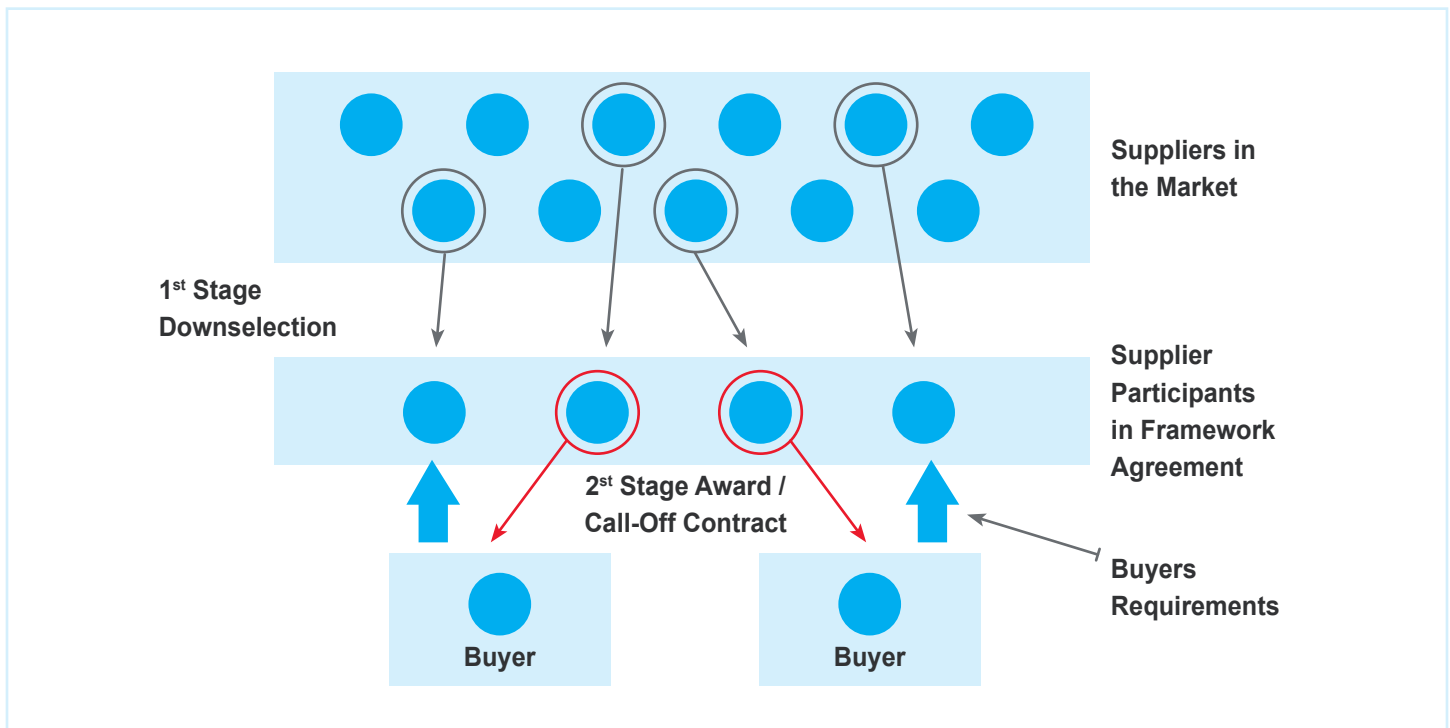 Suppliers in
the Market
1st Stage
Downselection
Supplier
Participants
in Framework
Agreement
2st Stage Award /
Call-Off Contract
Buyers
Requirements
Buyer
Buyer